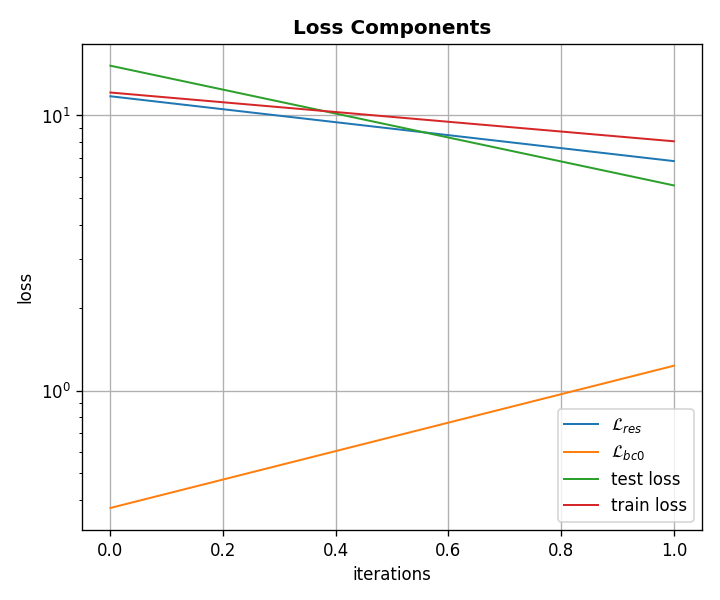 Loss Components
loss
10¹
10⁰
ℒ_res
ℒ_bc0
test loss
train loss
0.0 0.2 0.4 0.6 0.8 1.0
iterations